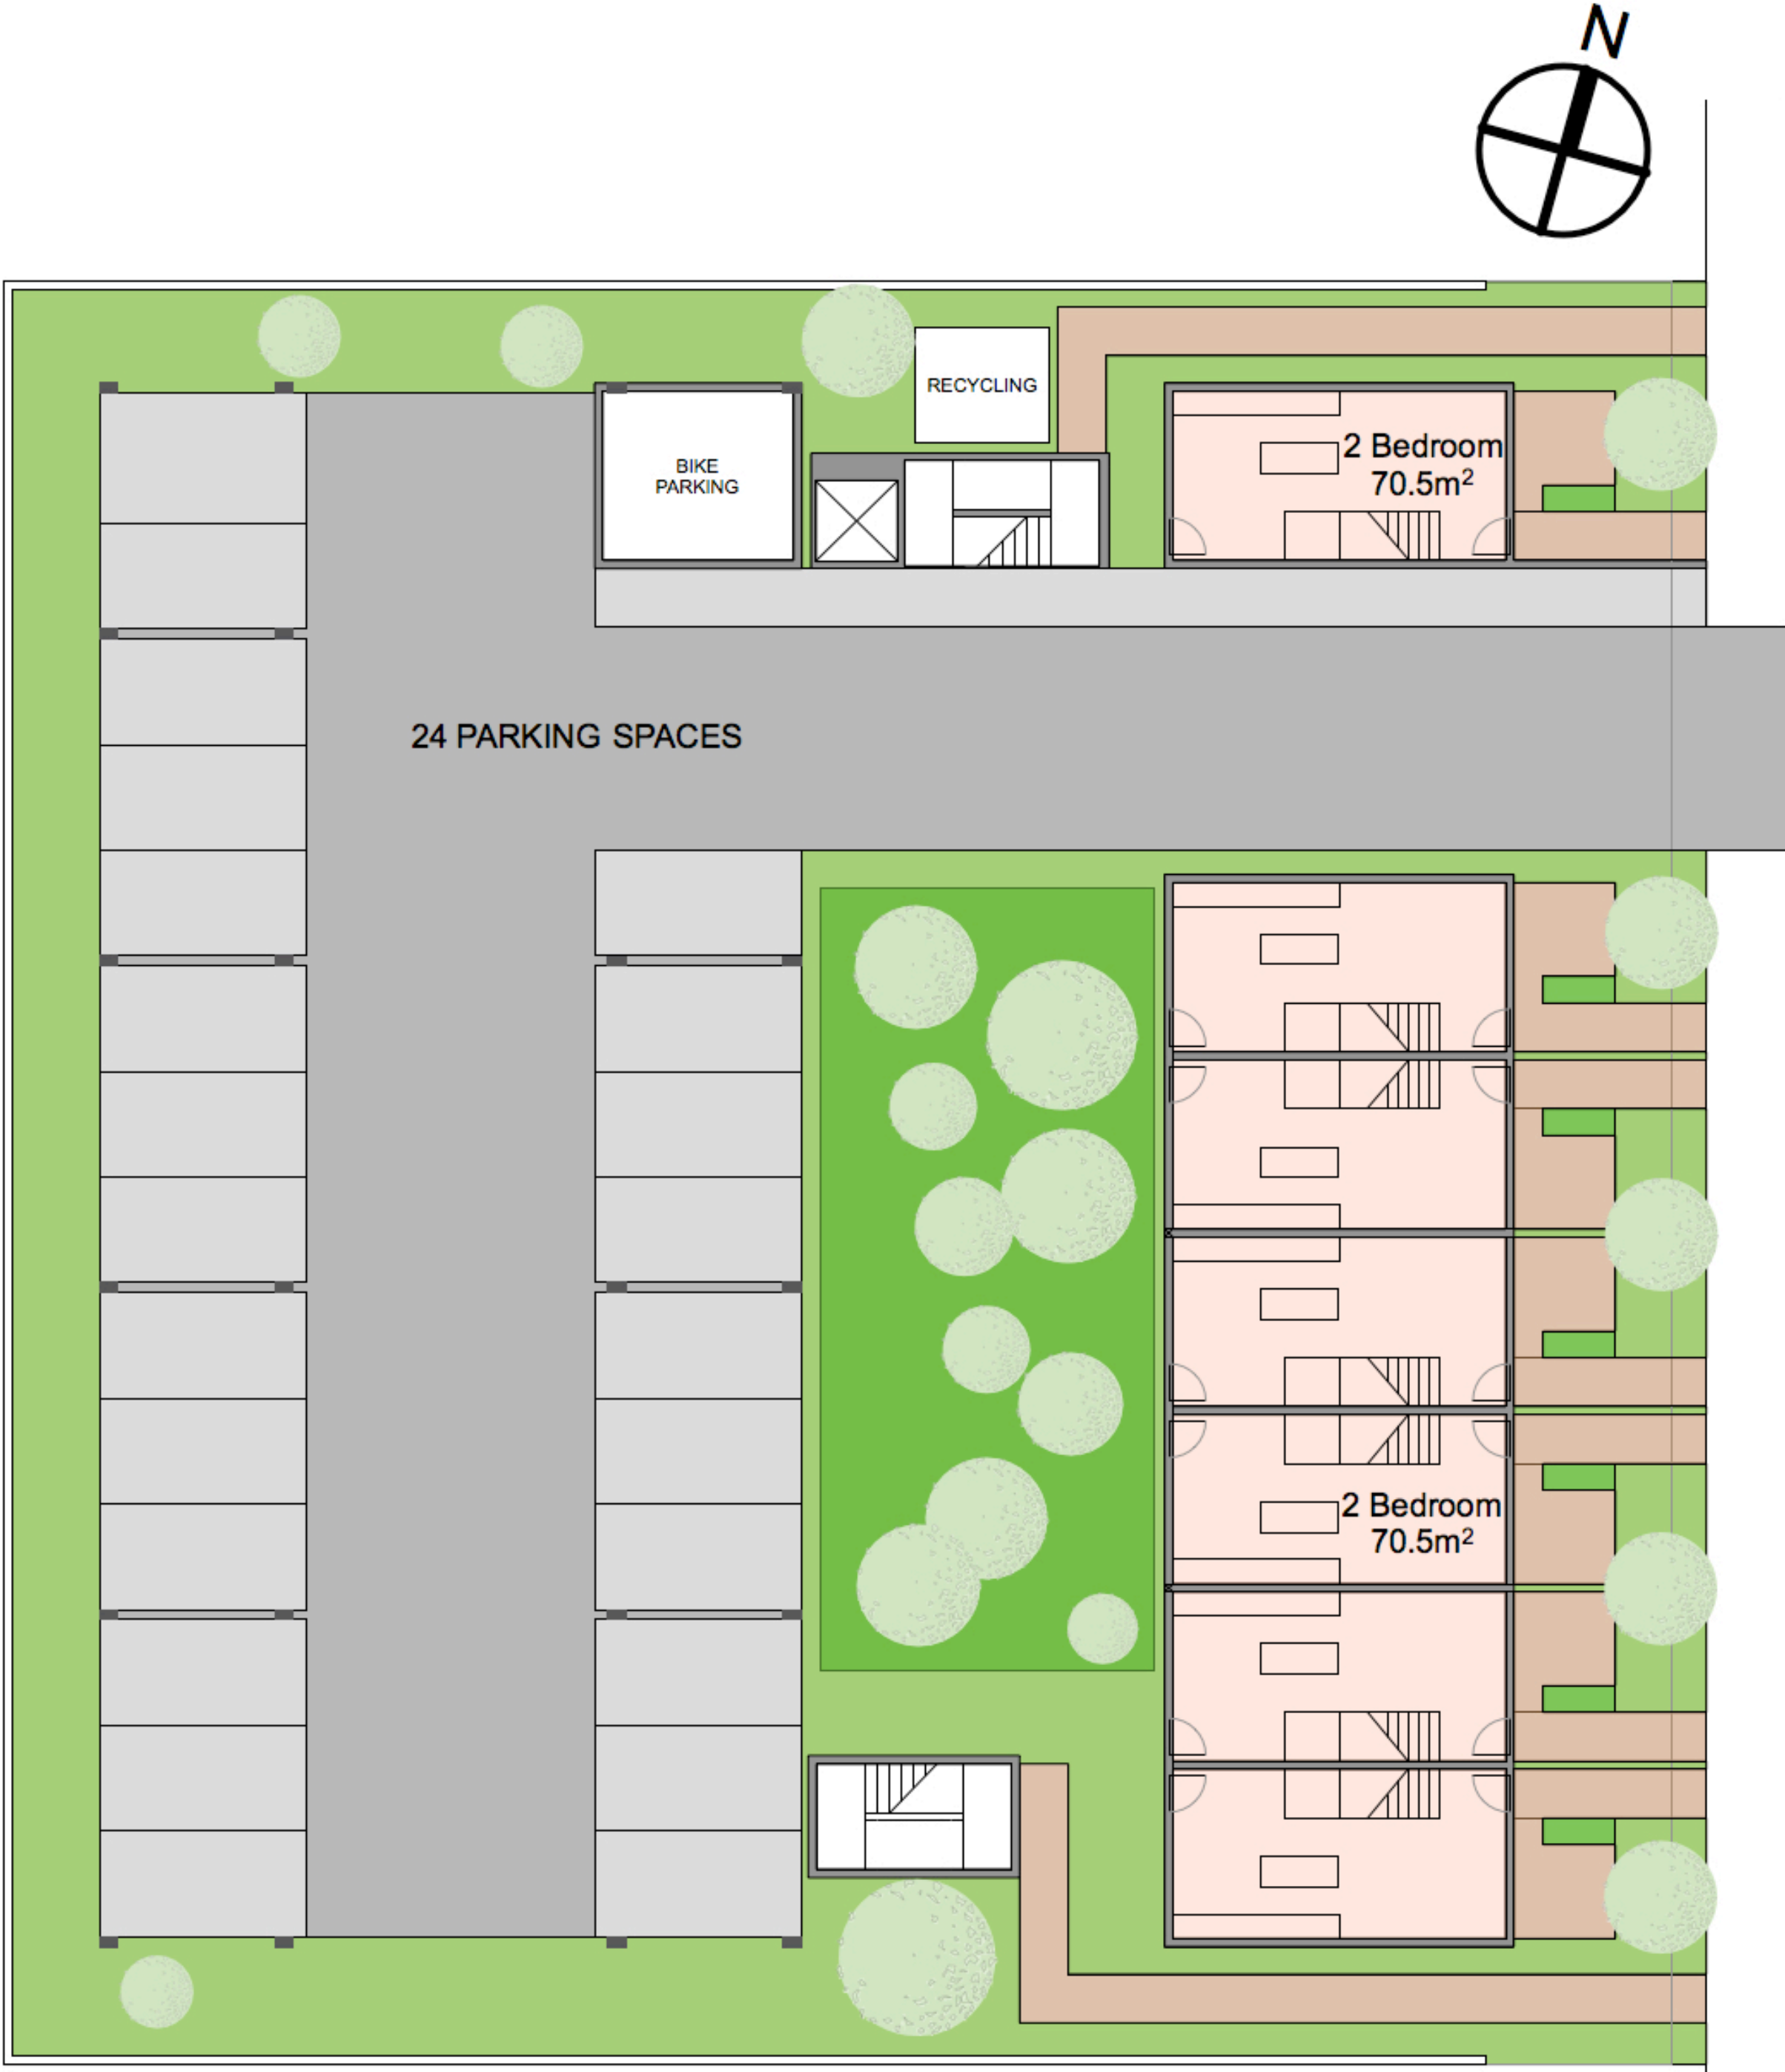 N
RECYCLING
2 Bedroom
70.5m²
BIKE
PARKING
24 PARKING SPACES
2 Bedroom
70.5m²